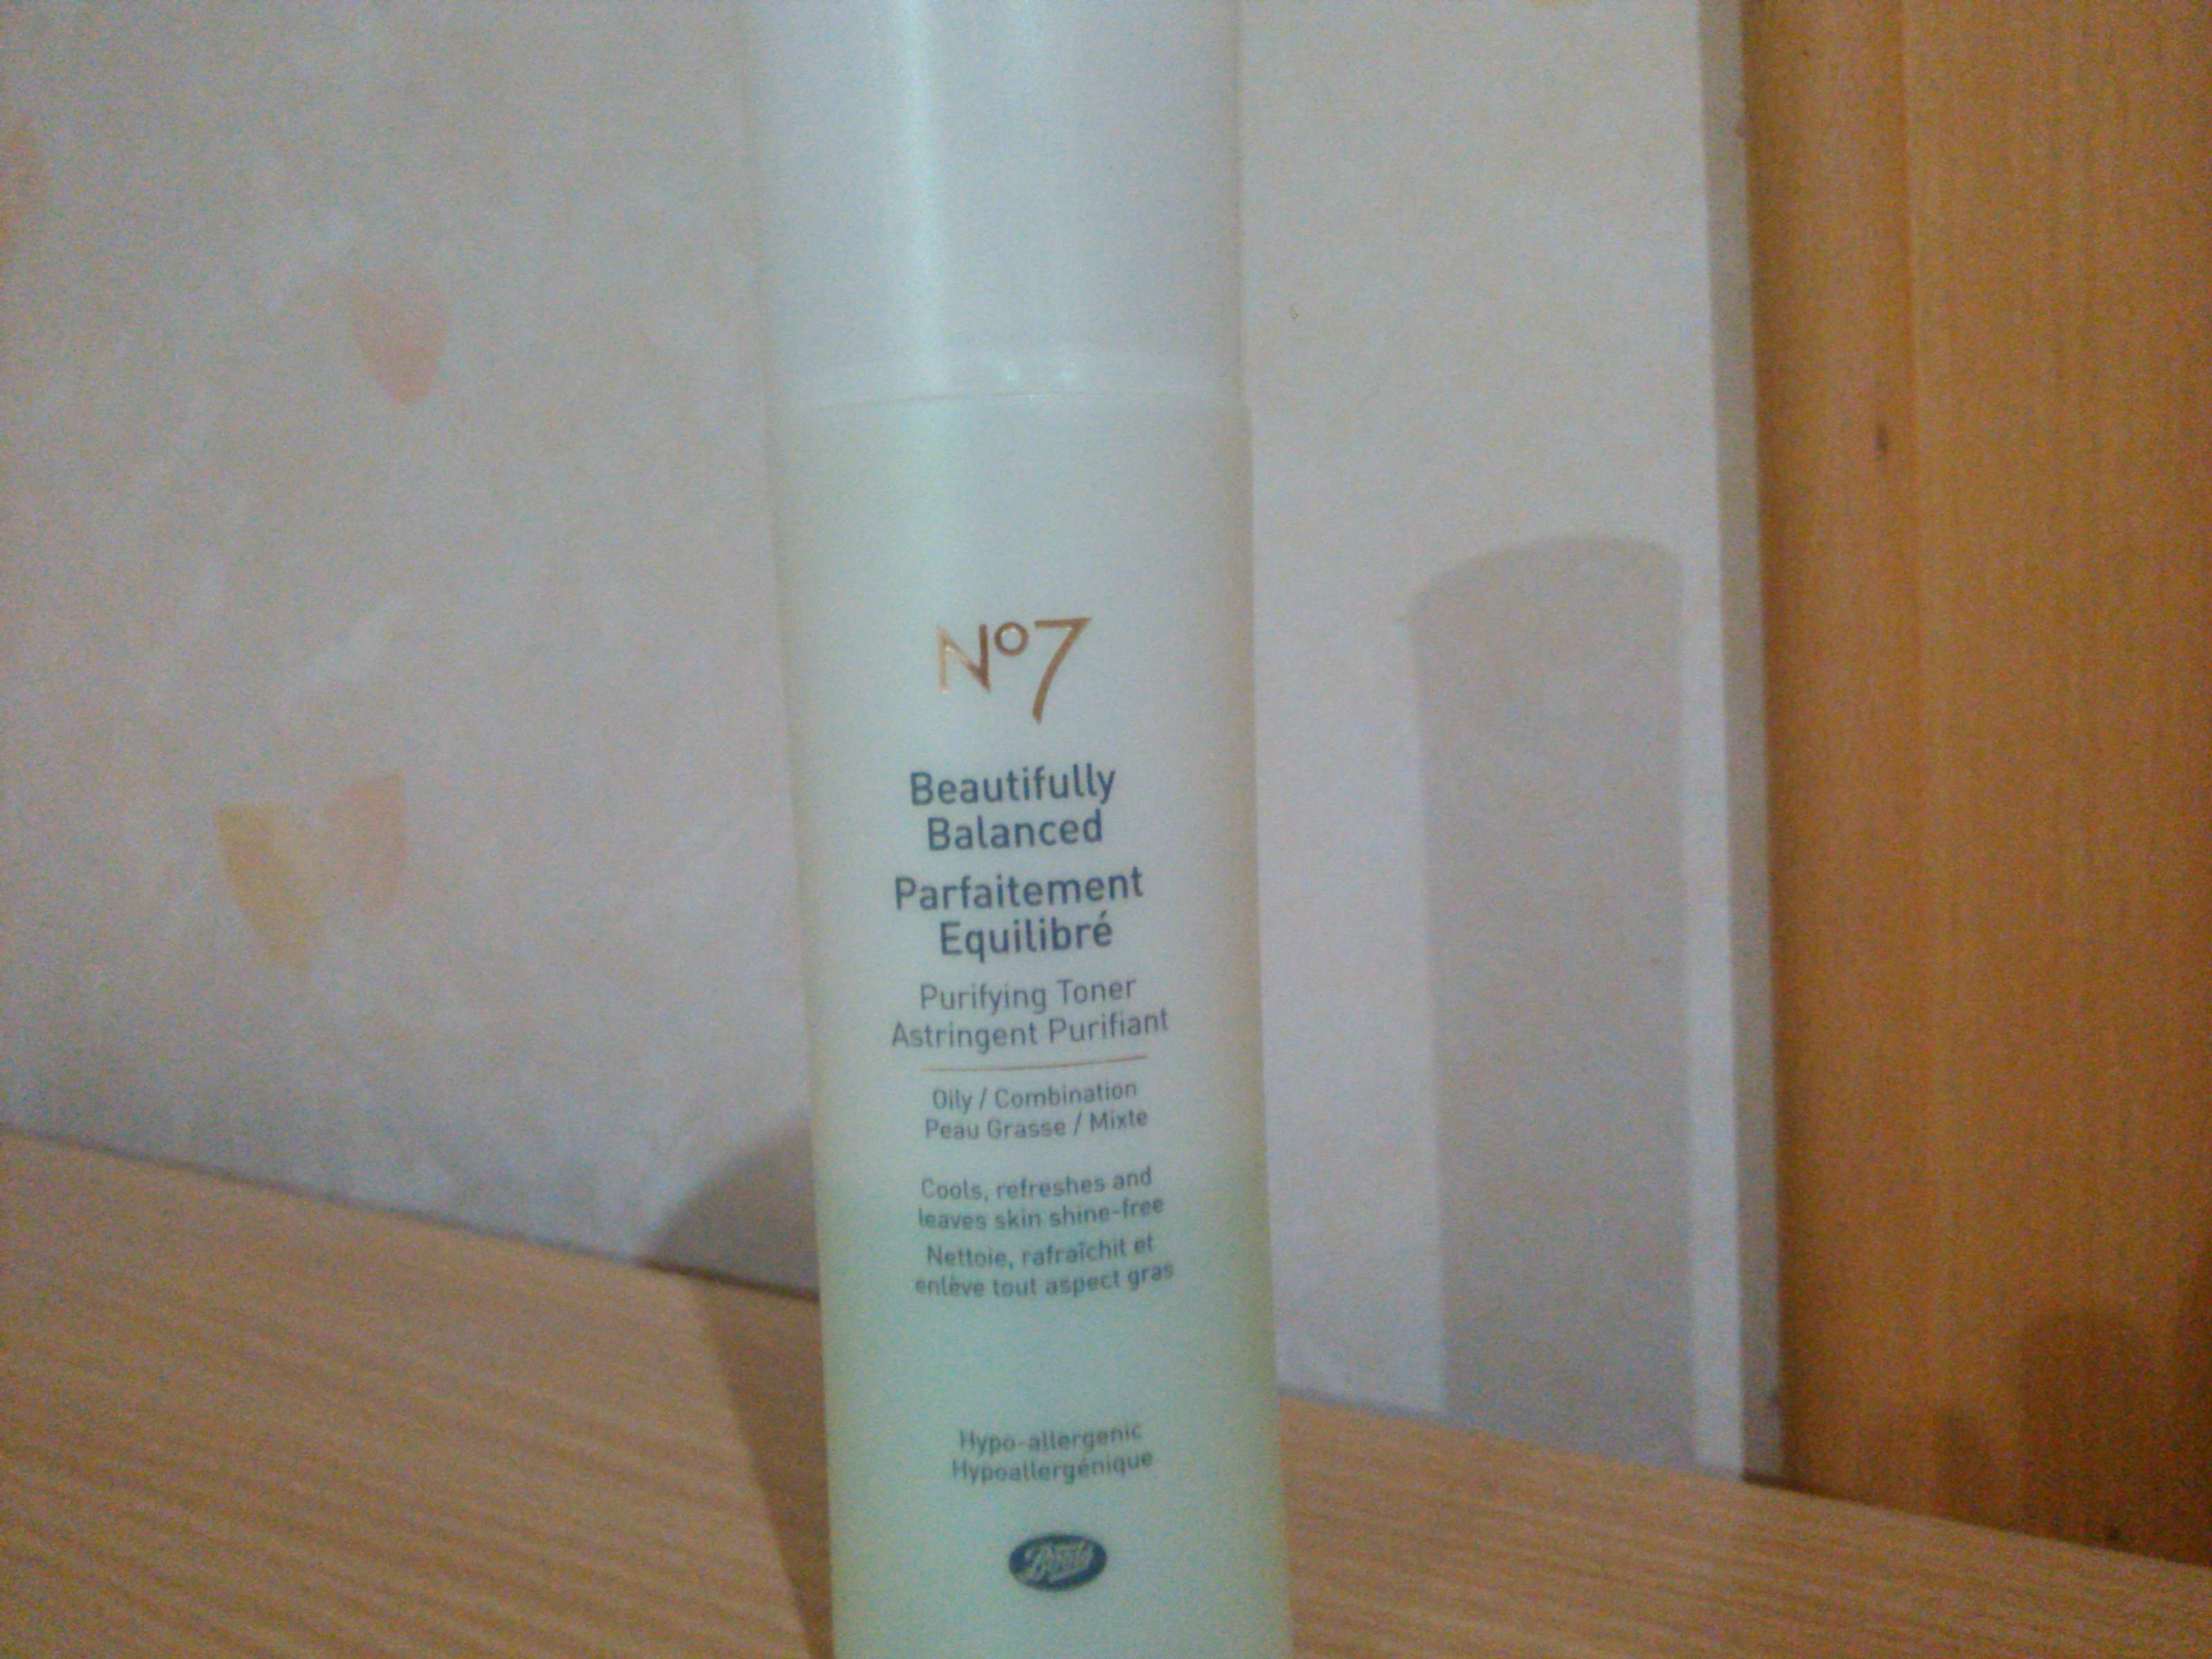 No7
Beautifully
Balanced
Parfaitement
Equilibré
Purifying Toner
Astringent Purifiant
Oily / Combination
Peau Grasse / Mixte
Cools, refreshes and
leaves skin shine-free
Nettoie, rafraîchit et
enlève tout aspect gras
Hypo-allergenic
Hypoallergénique
Boots